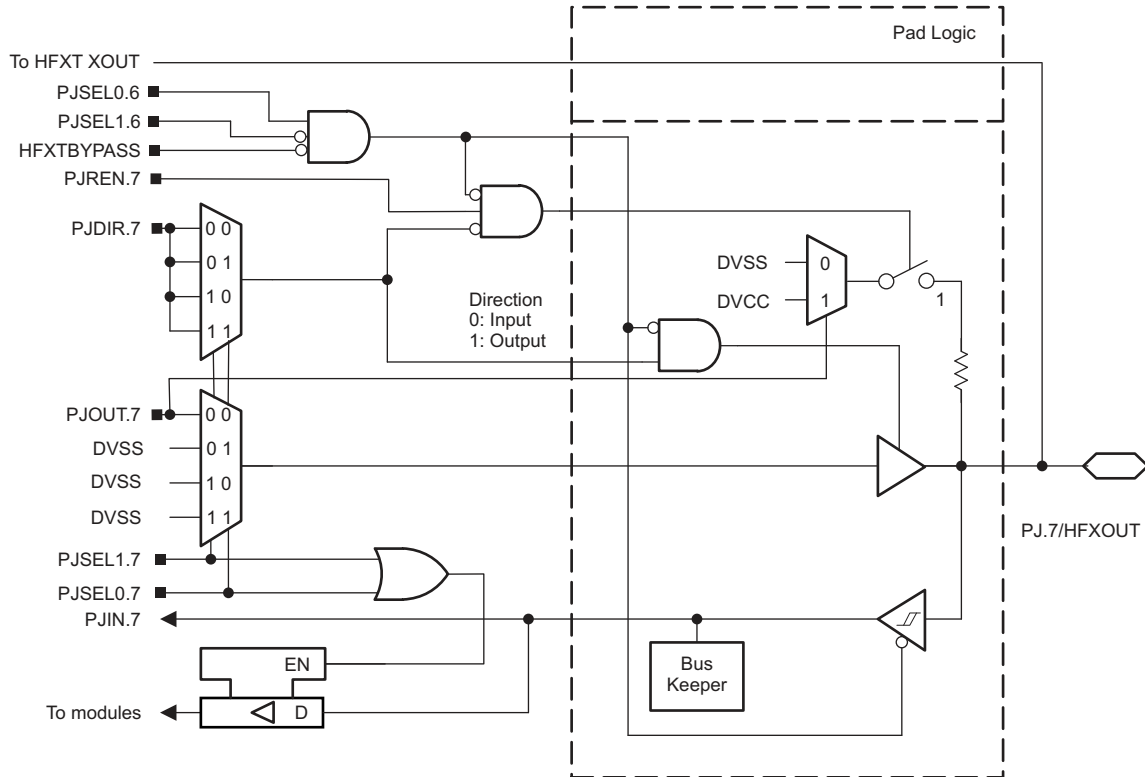 Pad Logic
To HFXT XOUT
PJSEL0.6
PJSEL1.6
HFXTBYPASS
PJREN.7
PJDIR.7
0 0
0 1
1 0
1 1
Direction
0: Input
1: Output
DVSS
0
DVCC
1
1
PJOUT.7
0 0
DVSS
0 1
DVSS
1 0
DVSS
1 1
PJ.7/HFXOUT
PJSEL1.7
PJSEL0.7
PJIN.7
EN
Bus
Keeper
To modules
D